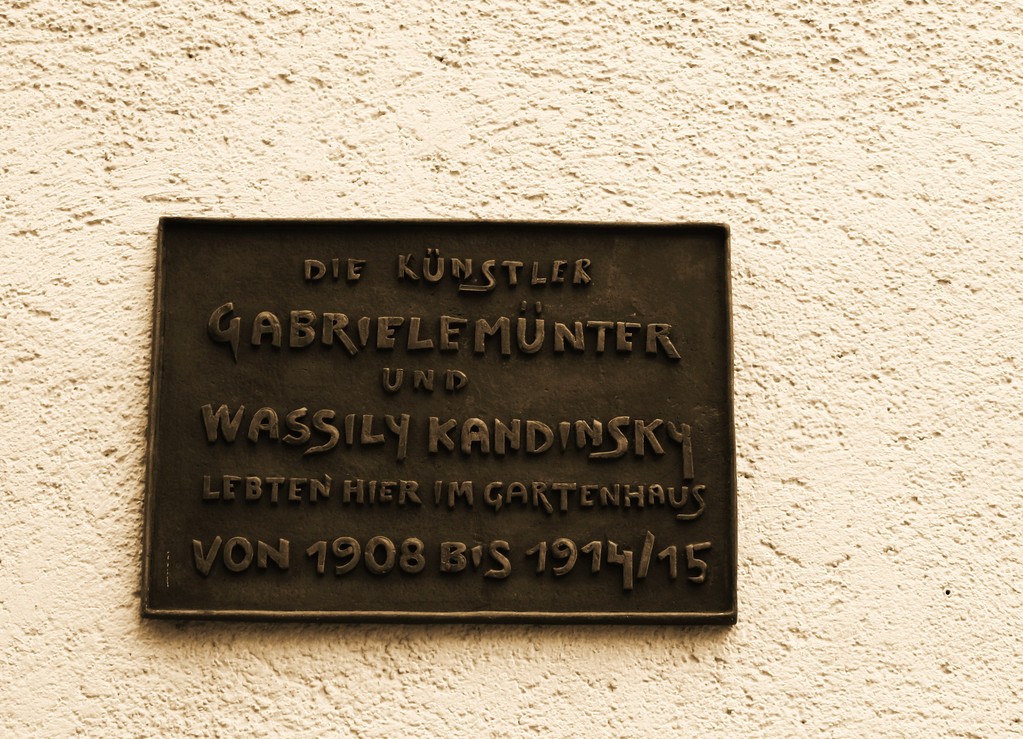 DIE KÜNSTLER
GABRIELE MÜNTER
UND
WASSILY KANDINSKY
LEBTEN HIER IM GARTENHAUS
VON 1908 BIS 1914/15